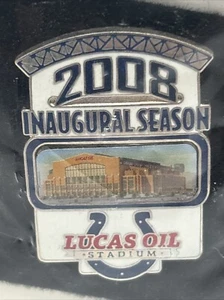 2008
INAUGURAL SEASON
LUCAS OIL
STADIUM